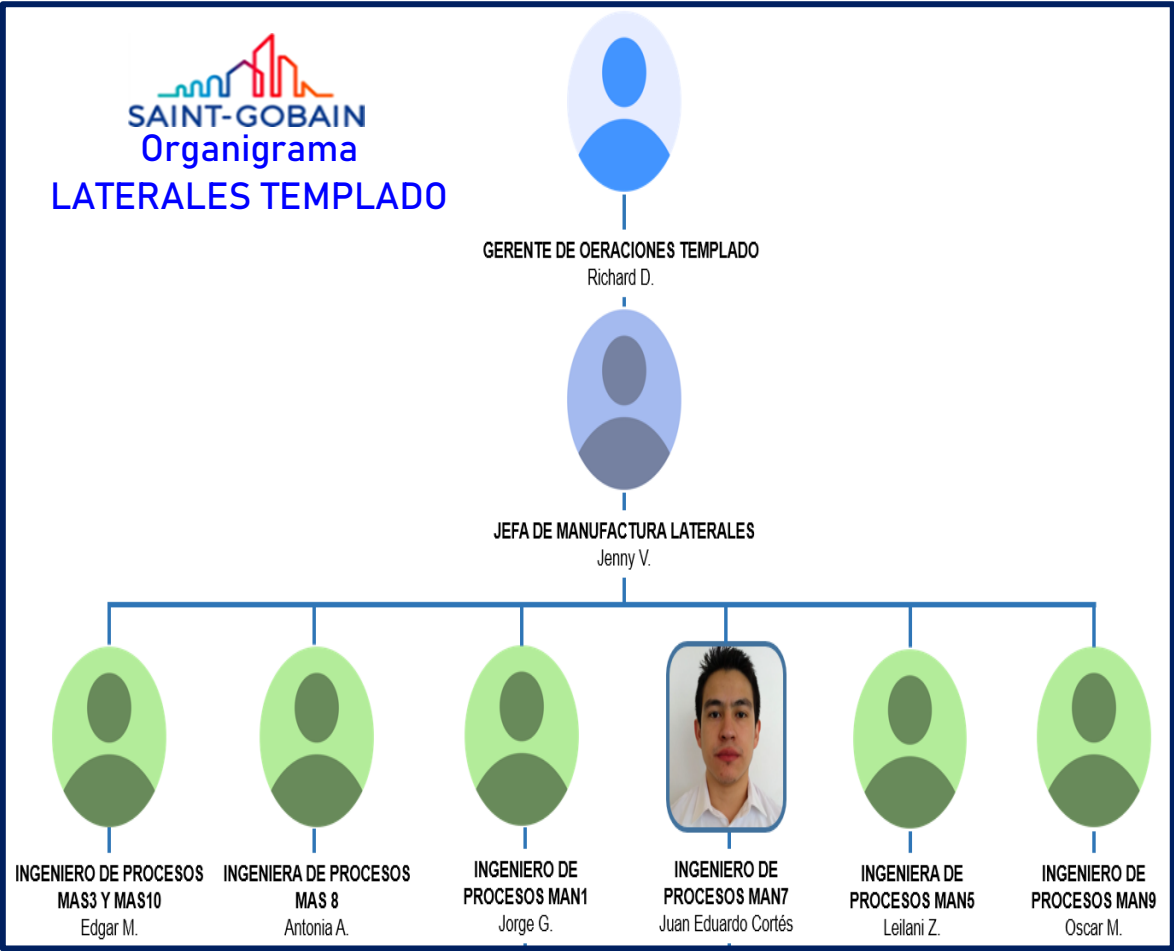 SAINT-GOBAIN
Organigrama
LATERALES TEMPLADO
GERENTE DE OERACIONES TEMPLADO
Richard D.
JEFA DE MANUFACTURA LATERALES
Jenny V.
INGENIERO DE PROCESOS
MAS3 Y MAS10
Edgar M.
INGENIERA DE PROCESOS
MAS 8
Antonia A.
INGENIERO DE
PROCESOS MAN1
Jorge G.
INGENIERO DE
PROCESOS MAN7
Juan Eduardo Cortés
INGENIERA DE
PROCESOS MAN5
Leilani Z.
INGENIERO DE
PROCESOS MAN9
Oscar M.